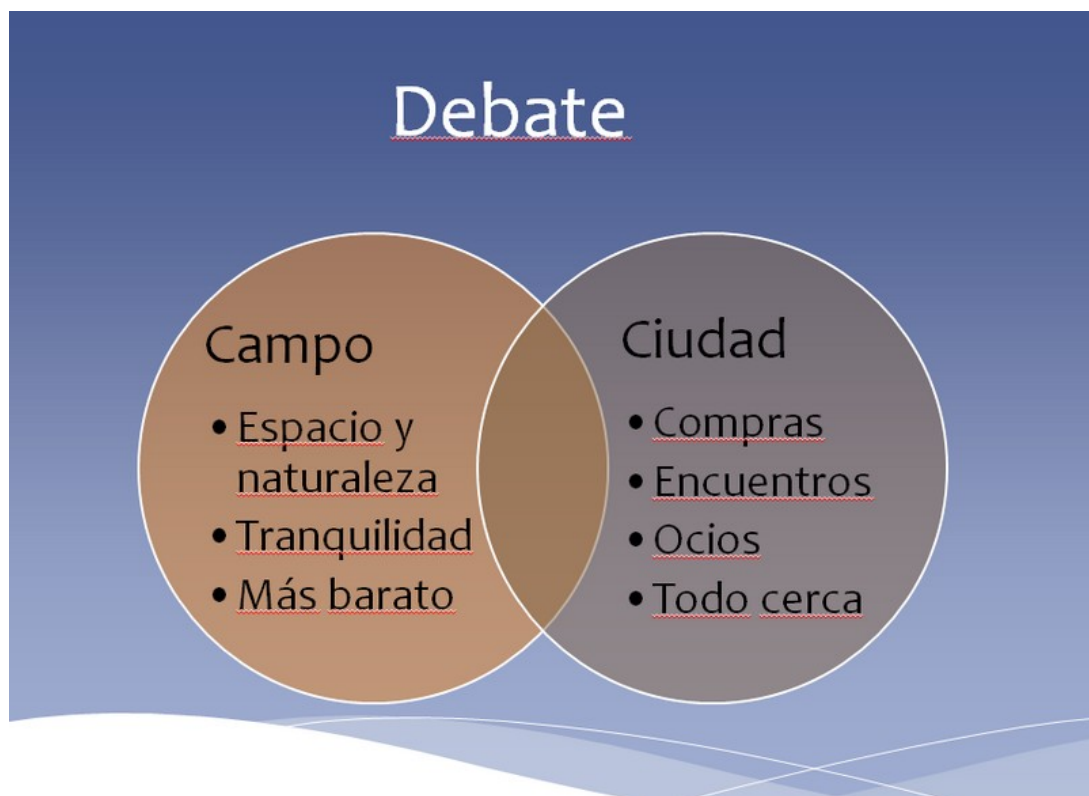 Debate
Campo
• Espacio y
naturaleza
• Tranquilidad
• Más barato
Ciudad
• Compras
• Encuentros
• Ocios
• Todo cerca